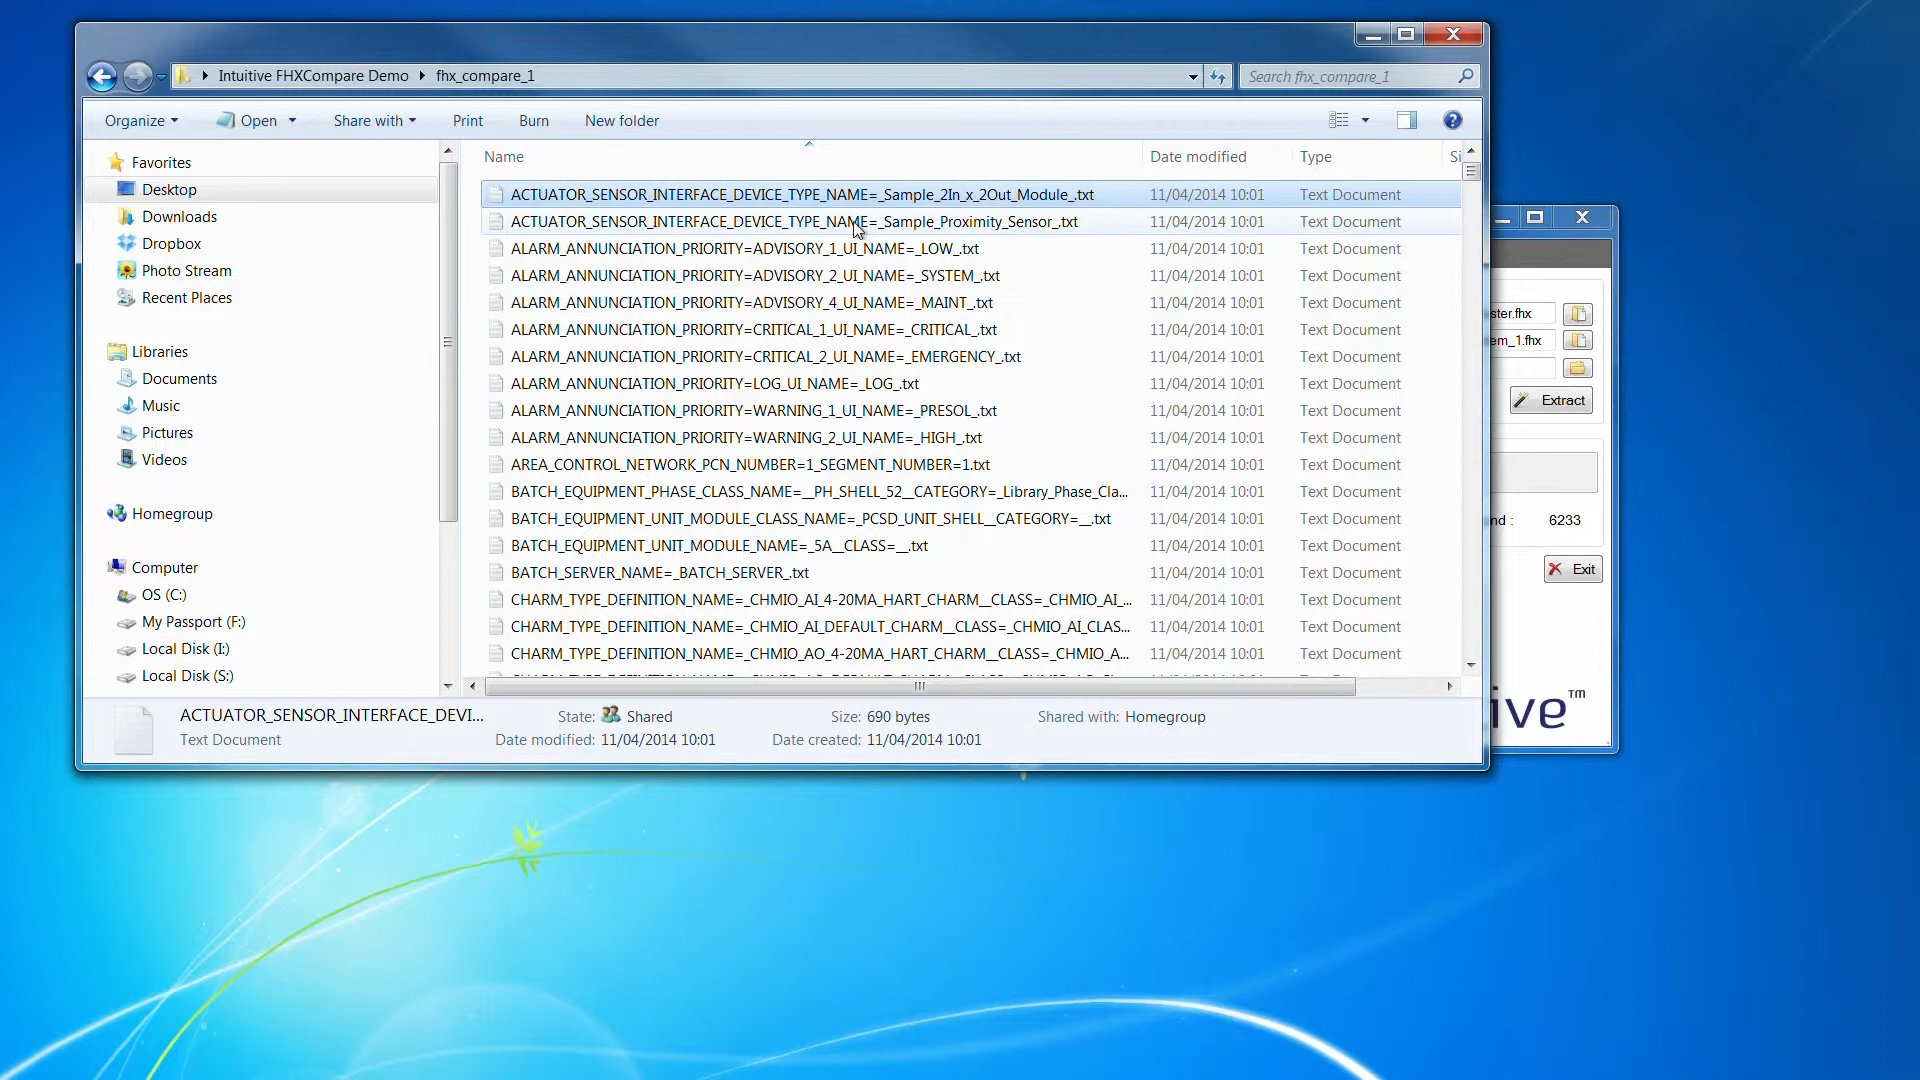 Intuitive FHXCompare Demo fhx_compare_1
Search fhx_compare_1
Organize Open Share with Print Burn New folder
Favorites
Desktop
Downloads
Dropbox
Photo Stream
Recent Places
Libraries
Documents
Music
Pictures
Videos
Homegroup
Computer
OS (C:)
My Passport (F:)
Local Disk (I:)
Local Disk (S:)
Name Date modified Type Si
ACTUATOR_SENSOR_INTERFACE_DEVICE_TYPE_NAME=_Sample_2In_x_2Out_Module_.txt 11/04/2014 10:01 Text Document
ACTUATOR_SENSOR_INTERFACE_DEVICE_TYPE_NAME=_Sample_Proximity_Sensor_.txt 11/04/2014 10:01 Text Document
ALARM_ANNUNCIATION_PRIORITY=ADVISORY_1_UI_NAME=_LOW_.txt 11/04/2014 10:01 Text Document
ALARM_ANNUNCIATION_PRIORITY=ADVISORY_2_UI_NAME=_SYSTEM_.txt 11/04/2014 10:01 Text Document
ALARM_ANNUNCIATION_PRIORITY=ADVISORY_4_UI_NAME=_MAINT_.txt 11/04/2014 10:01 Text Document
ALARM_ANNUNCIATION_PRIORITY=CRITICAL_1_UI_NAME=_CRITICAL_.txt 11/04/2014 10:01 Text Document
ALARM_ANNUNCIATION_PRIORITY=CRITICAL_2_UI_NAME=_EMERGENCY_.txt 11/04/2014 10:01 Text Document
ALARM_ANNUNCIATION_PRIORITY=LOG_UI_NAME=_LOG_.txt 11/04/2014 10:01 Text Document
ALARM_ANNUNCIATION_PRIORITY=WARNING_1_UI_NAME=_PRESOL_.txt 11/04/2014 10:01 Text Document
ALARM_ANNUNCIATION_PRIORITY=WARNING_2_UI_NAME=_HIGH_.txt 11/04/2014 10:01 Text Document
AREA_CONTROL_NETWORK_PCN_NUMBER=1_SEGMENT_NUMBER=1.txt 11/04/2014 10:01 Text Document
BATCH_EQUIPMENT_PHASE_CLASS_NAME=__PH_SHELL_52__CATEGORY=_Library_Phase_Cla... 11/04/2014 10:01 Text Document
BATCH_EQUIPMENT_UNIT_MODULE_CLASS_NAME=_PCSD_UNIT_SHELL__CATEGORY=__.txt 11/04/2014 10:01 Text Document
BATCH_EQUIPMENT_UNIT_MODULE_NAME=_5A__CLASS=__.txt 11/04/2014 10:01 Text Document
BATCH_SERVER_NAME=_BATCH_SERVER_.txt 11/04/2014 10:01 Text Document
CHARM_TYPE_DEFINITION_NAME=_CHMIO_AI_4-20MA_HART_CHARM__CLASS=_CHMIO_AI_... 11/04/2014 10:01 Text Document
CHARM_TYPE_DEFINITION_NAME=_CHMIO_AI_DEFAULT_CHARM__CLASS=_CHMIO_AI_CLAS... 11/04/2014 10:01 Text Document
CHARM_TYPE_DEFINITION_NAME=_CHMIO_AO_4-20MA_HART_CHARM__CLASS=_CHMIO_A... 11/04/2014 10:01 Text Document
ACTUATOR_SENSOR_INTERFACE_DEVI... State: Shared Size: 690 bytes Shared with: Homegroup
Text Document Date modified: 11/04/2014 10:01 Date created: 11/04/2014 10:01
ster.fhx
em_1.fhx
Extract
nd : 6233
Exit
ive™